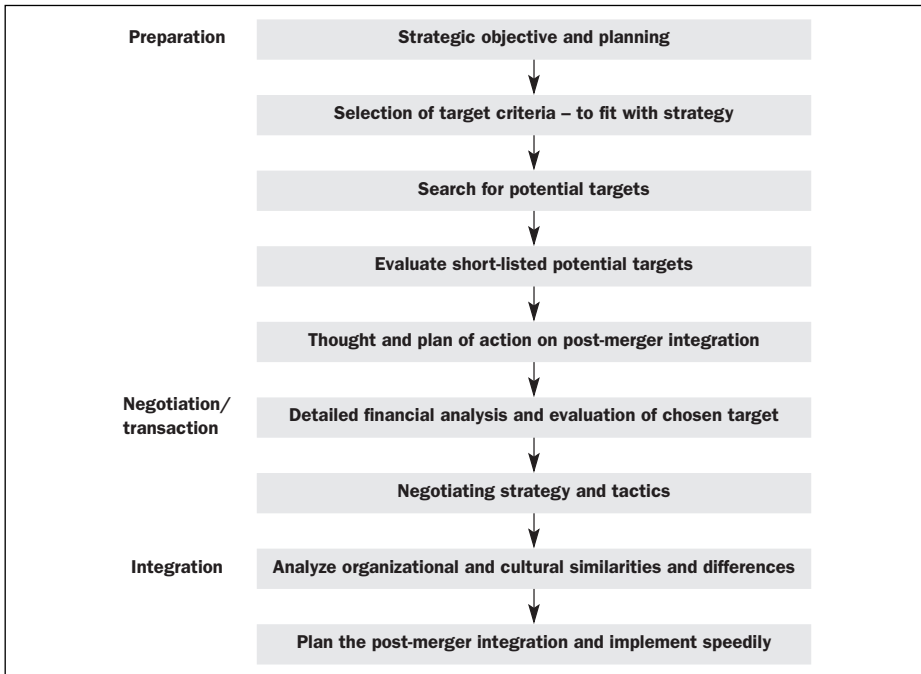 Preparation
Strategic objective and planning
Selection of target criteria – to fit with strategy
Search for potential targets
Evaluate short-listed potential targets
Thought and plan of action on post-merger integration
Negotiation/
transaction
Detailed financial analysis and evaluation of chosen target
Negotiating strategy and tactics
Integration
Analyze organizational and cultural similarities and differences
Plan the post-merger integration and implement speedily